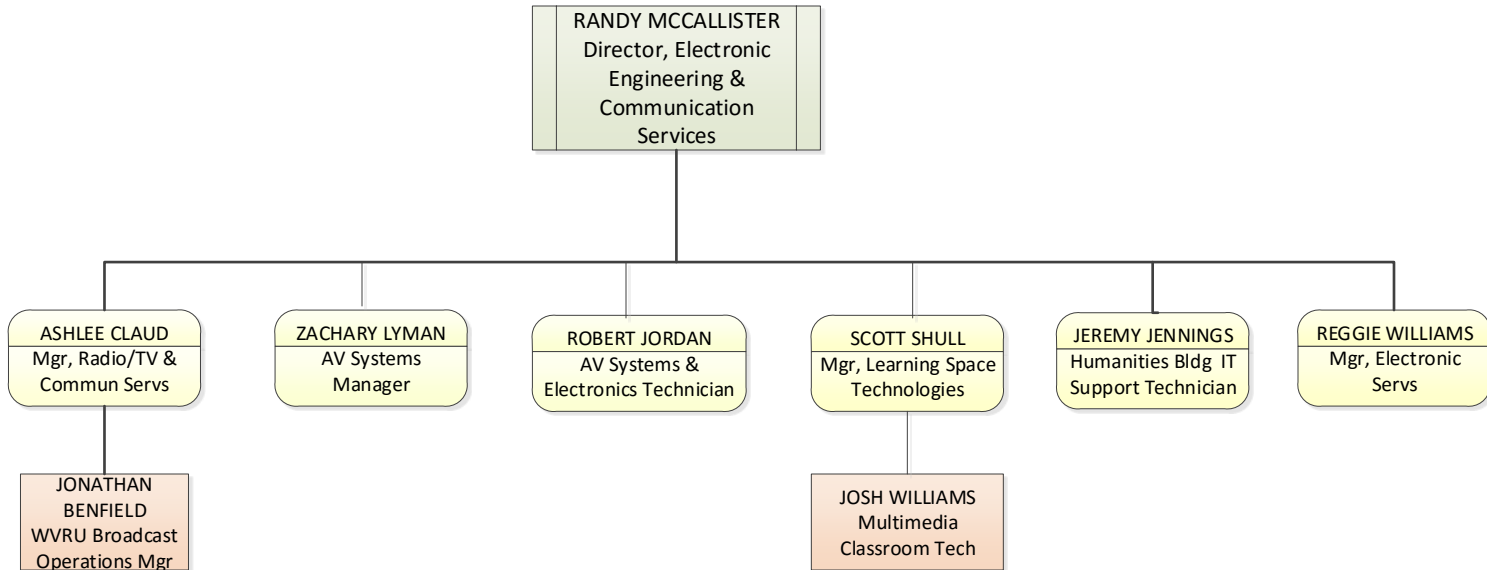 RANDY MCCALLISTER
Director, Electronic
Engineering &
Communication
Services
ASHLEE CLAUD
Mgr, Radio/TV &
Commun Servs
ZACHARY LYMAN
AV Systems
Manager
ROBERT JORDAN
AV Systems &
Electronics Technician
SCOTT SHULL
Mgr, Learning Space
Technologies
JEREMY JENNINGS
Humanities Bldg IT
Support Technician
REGGIE WILLIAMS
Mgr, Electronic
Servs
JONATHAN
BENFIELD
WVRU Broadcast
Operations Mgr
JOSH WILLIAMS
Multimedia
Classroom Tech